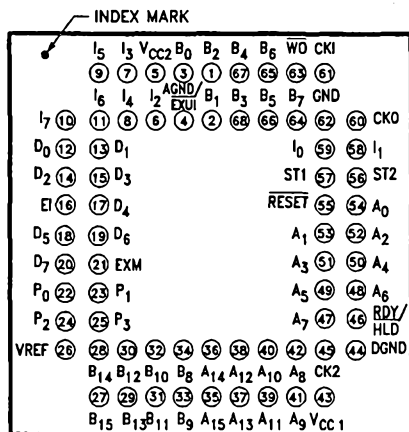 INDEX MARK
I5 I3 VCC2 B0 B2 B4 B6 W̅O̅ CKI
9 7 5 3 1 67 65 63 61
I6 I4 I2 AGND/E̅X̅U̅I̅ B1 B3 B5 B7 GND
I7 10 11 8 6 4 2 68 66 64 62 60 CKO
D0 12 13 D1 I0 59 58 I1
D2 14 15 D3 ST1 57 56 ST2
EI 16 17 D4 R̅E̅S̅E̅T̅ 55 54 A0
D5 18 19 D6 A1 53 52 A2
D7 20 21 EXM A3 51 50 A4
P0 22 23 P1 A5 49 48 A6
P2 24 25 P3 A7 47 46 R̅D̅Y̅/HLD
VREF 26 28 30 32 34 36 38 40 42 45 44 DGND
B14 B12 B10 B8 A14 A12 A10 A8 CK2
27 29 31 33 35 37 39 41 43
B15 B13 B11 B9 A15 A13 A11 A9 VCC1